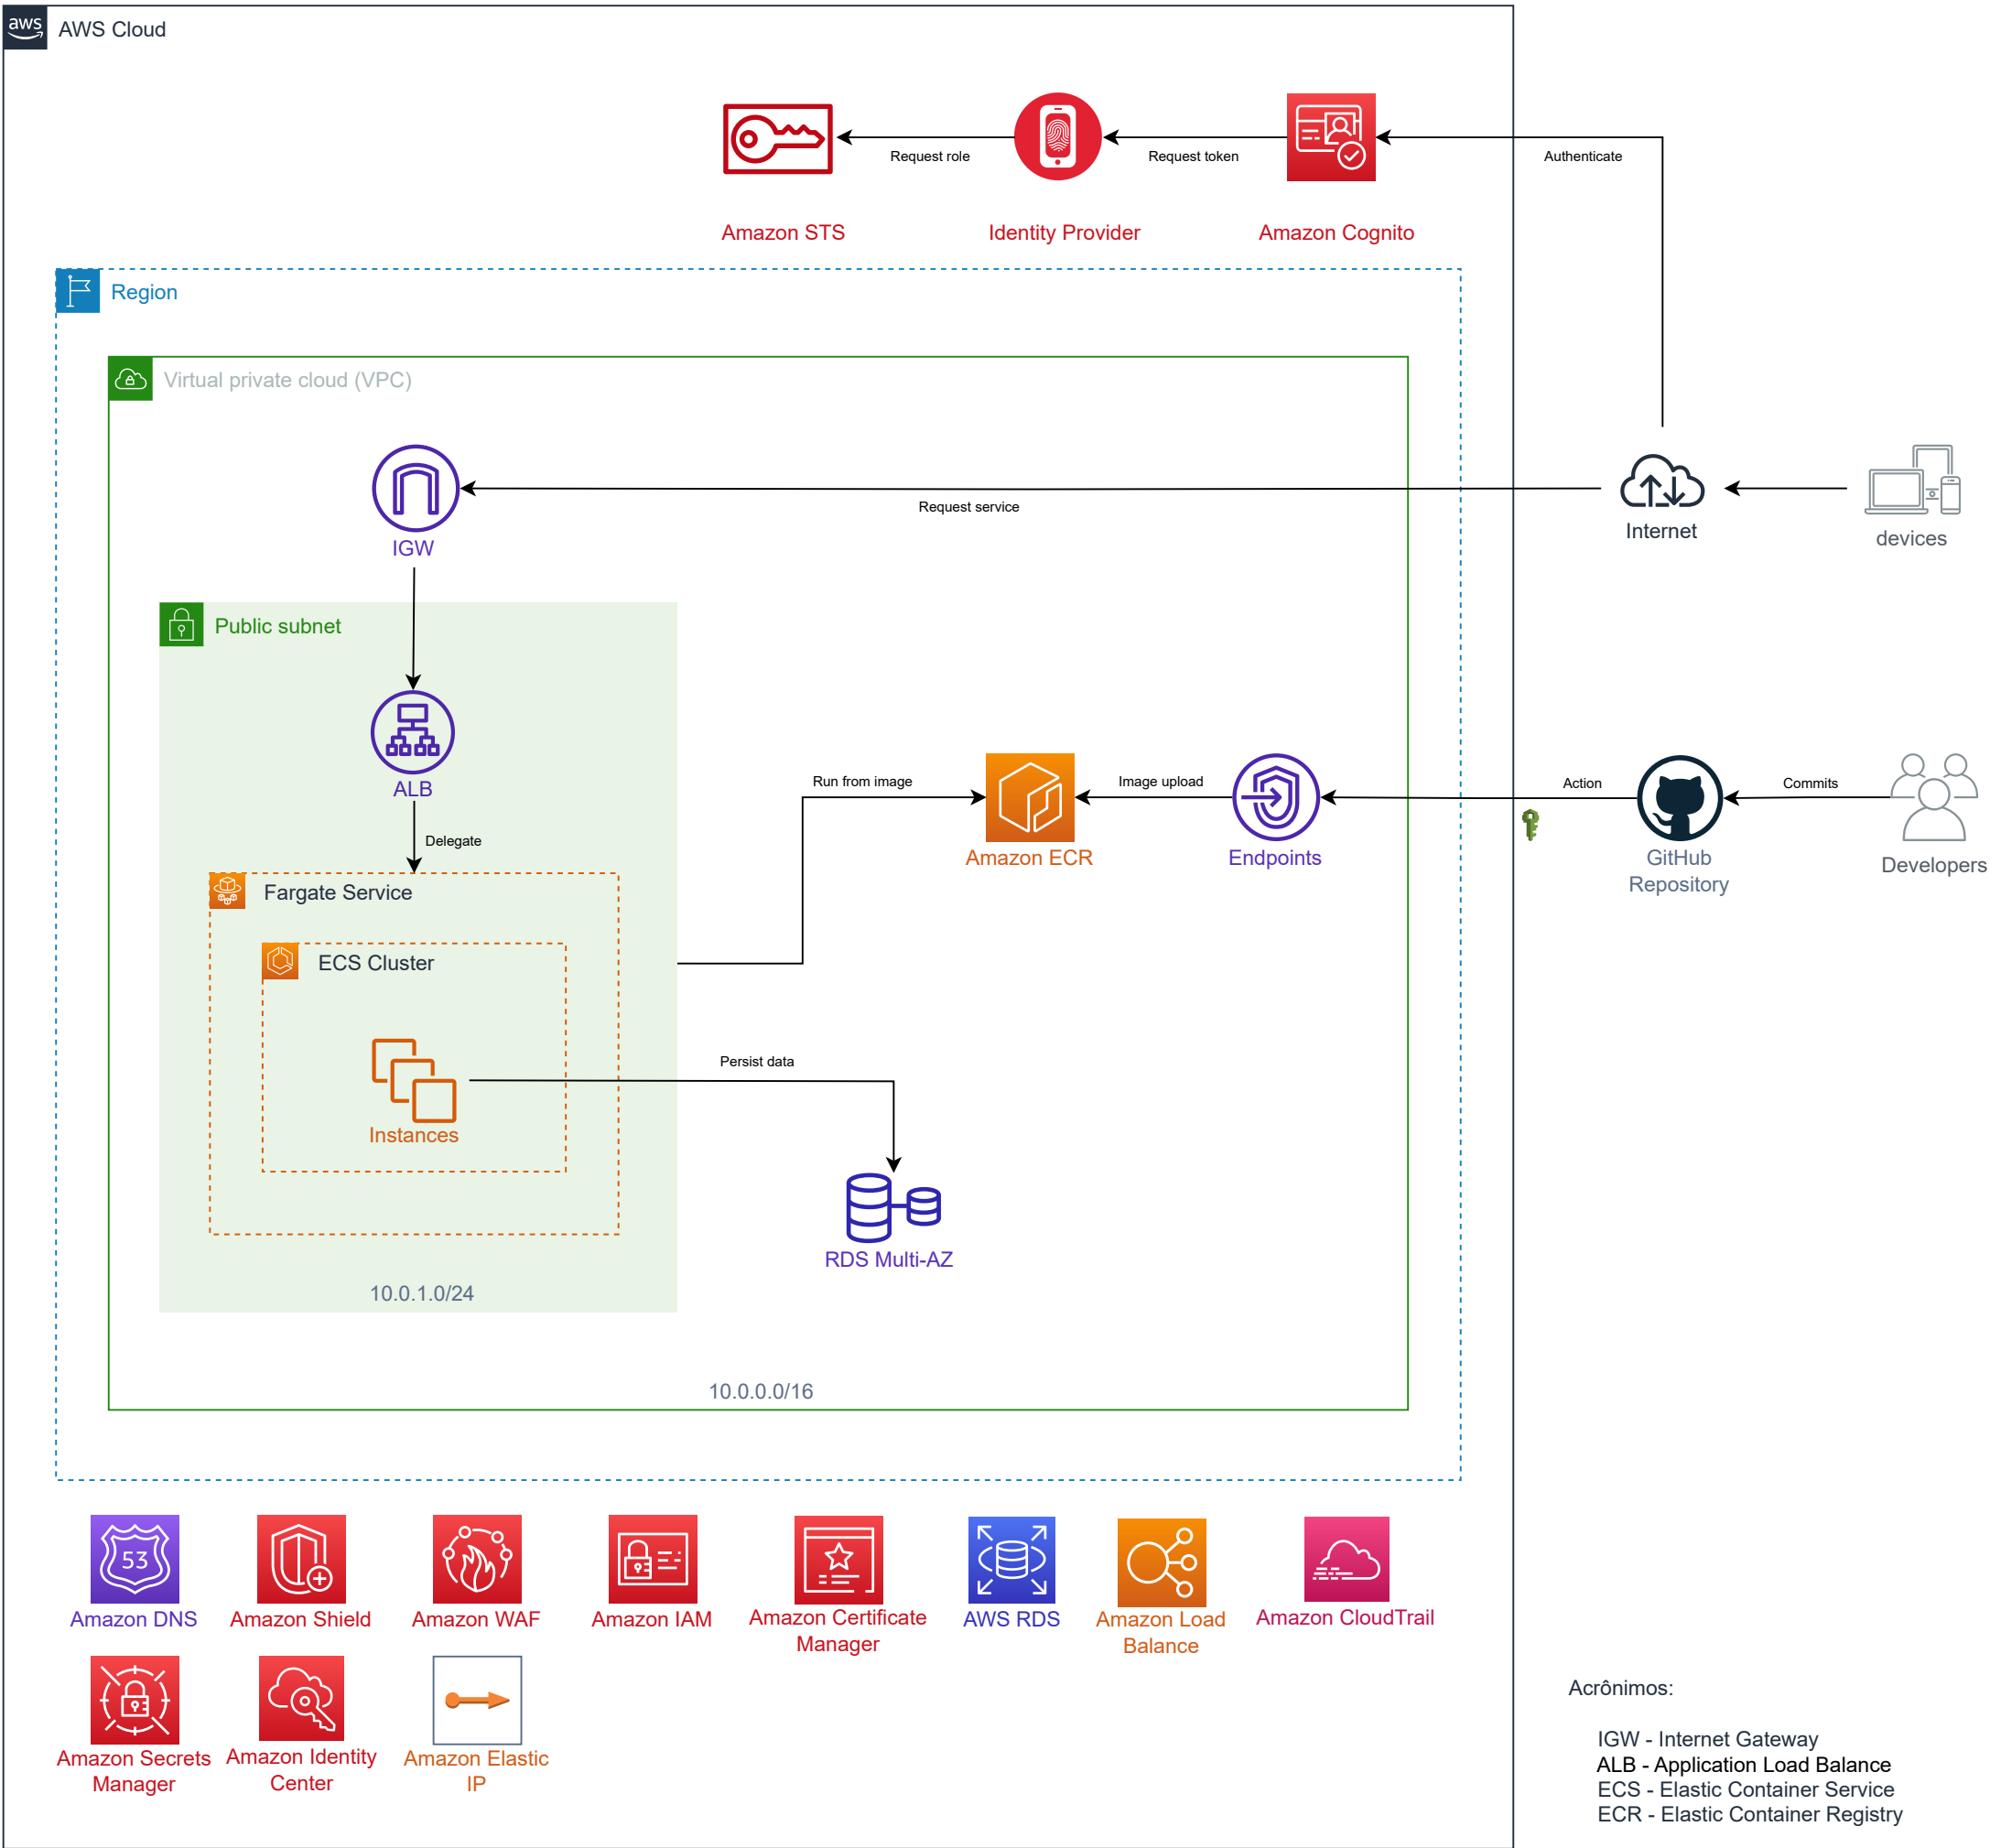 aws
AWS Cloud
Authenticate
Request token
Request role
Amazon STS
Identity Provider
Amazon Cognito
Region
Virtual private cloud (VPC)
Request service
IGW
Internet
devices
Public subnet
ALB
Delegate
Run from image
Image upload
Action
Commits
Amazon ECR
Endpoints
GitHub
Repository
Developers
Fargate Service
ECS Cluster
Instances
Persist data
RDS Multi-AZ
10.0.1.0/24
10.0.0.0/16
53
Amazon DNS
Amazon Shield
Amazon WAF
Amazon IAM
Amazon Certificate
Manager
AWS RDS
Amazon Load
Balance
Amazon CloudTrail
Amazon Secrets
Manager
Amazon Identity
Center
Amazon Elastic
IP
Acrônimos:
IGW - Internet Gateway
ALB - Application Load Balance
ECS - Elastic Container Service
ECR - Elastic Container Registry